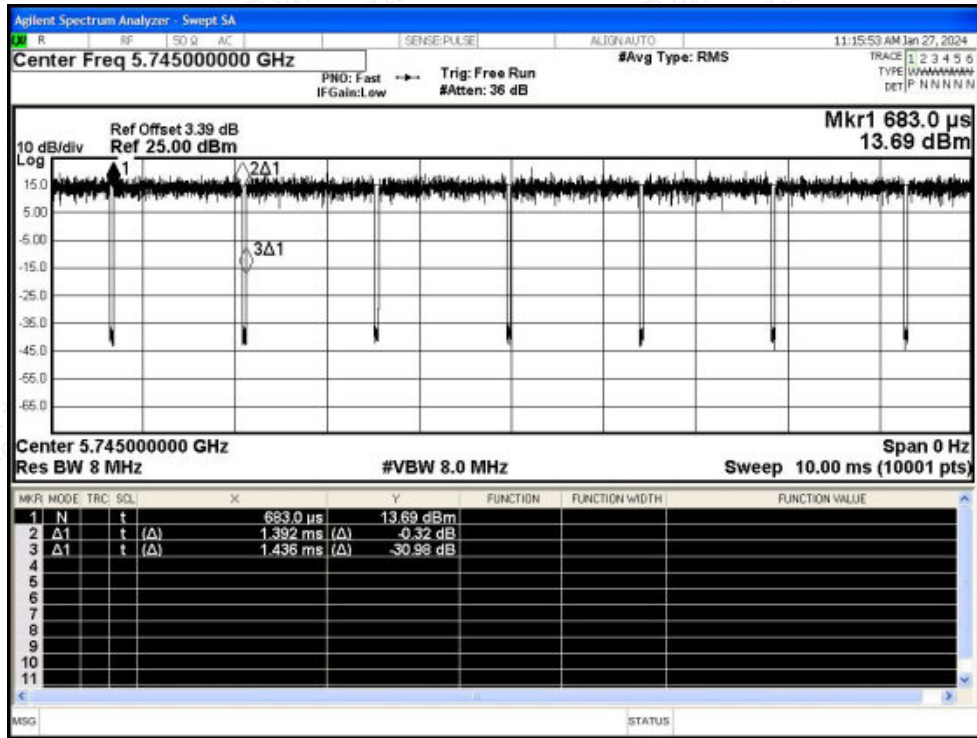 Agilent Spectrum Analyzer - Swept SA
R RF 50 Ω AC SENSE:PULSE ALIGNAUTO 11:15:53 AM Jan 27, 2024
Center Freq 5.745000000 GHz #Avg Type: RMS TRACE 1 2 3 4 5 6
PNO: Fast Trig: Free Run TYPE
IFGain:Low #Atten: 36 dB DET P N N N N N
Mkr1 683.0 µs
Ref Offset 3.39 dB
10 dB/div Ref 25.00 dBm 13.69 dBm
Log
1 2Δ1
15.0
5.00
-5.00
3Δ1
-15.0
-25.0
-35.0
-45.0
-55.0
-65.0
Center 5.745000000 GHz Span 0 Hz
Res BW 8 MHz #VBW 8.0 MHz Sweep 10.00 ms (10001 pts)
MKR MODE TRC SCL X Y FUNCTION FUNCTION WIDTH FUNCTION VALUE
1 N t 683.0 µs 13.69 dBm
2 Δ1 t (Δ) 1.392 ms (Δ) -0.32 dB
3 Δ1 t (Δ) 1.436 ms (Δ) -30.98 dB
4
5
6
7
8
9
10
11
MSG STATUS